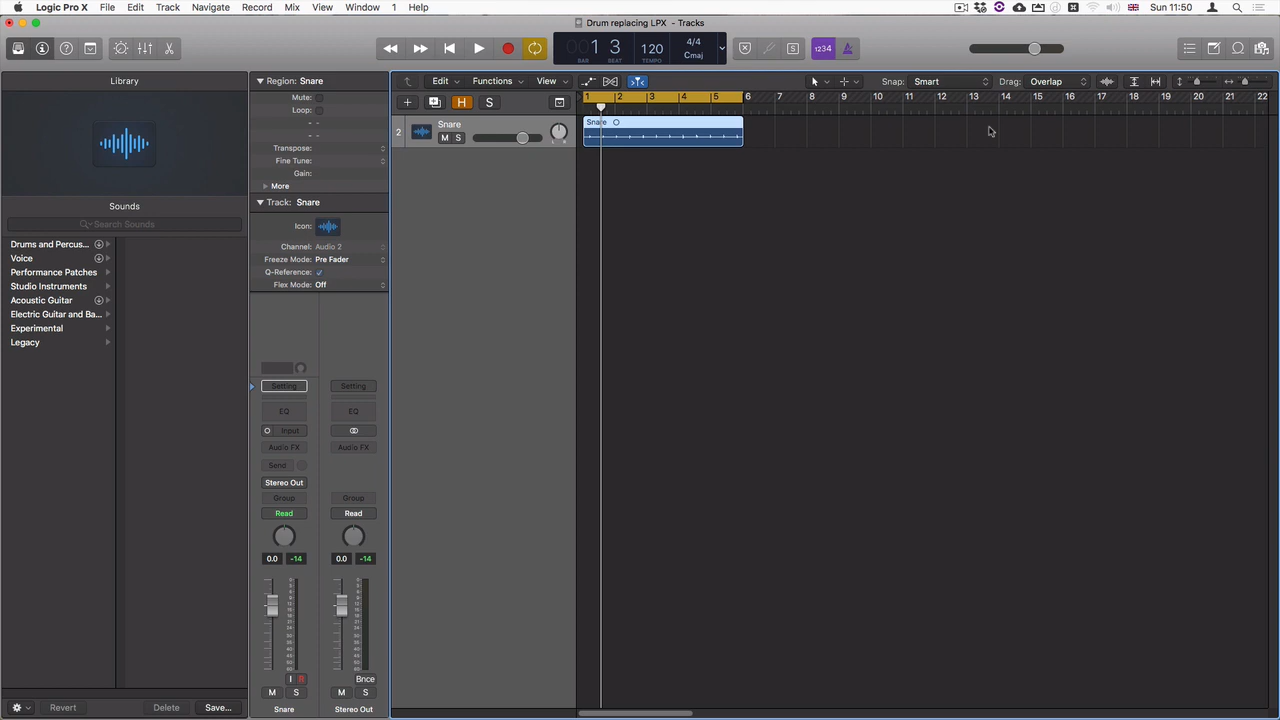 Logic Pro X File Edit Track Navigate Record Mix View Window 1 Help Sun 11:50
Drum replacing LPX - Tracks
001 3 120 4/4 Cmaj 1234
BAR BEAT TEMPO
Library
Sounds
Search Sounds
Drums and Percus...
Voice
Performance Patches
Studio Instruments
Acoustic Guitar
Electric Guitar and Ba...
Experimental
Legacy
Revert Delete Save...
Region: Snare
Mute:
Loop:
- -
- -
Transpose:
Fine Tune:
Gain:
More
Track: Snare
Icon:
Channel: Audio 2
Freeze Mode: Pre Fader
Q-Reference:
Flex Mode: Off
Setting Setting
EQ EQ
Input
Audio FX Audio FX
Send
Stereo Out
Group Group
Read Read
0.0 -14 0.0 -14
I R Bnce
M S M S
Snare Stereo Out
Edit Functions View Snap: Smart Drag: Overlap
H S 1 2 3 4 5 6 7 8 9 10 11 12 13 14 15 16 17 18 19 20 21 22
2 Snare
M S
Snare